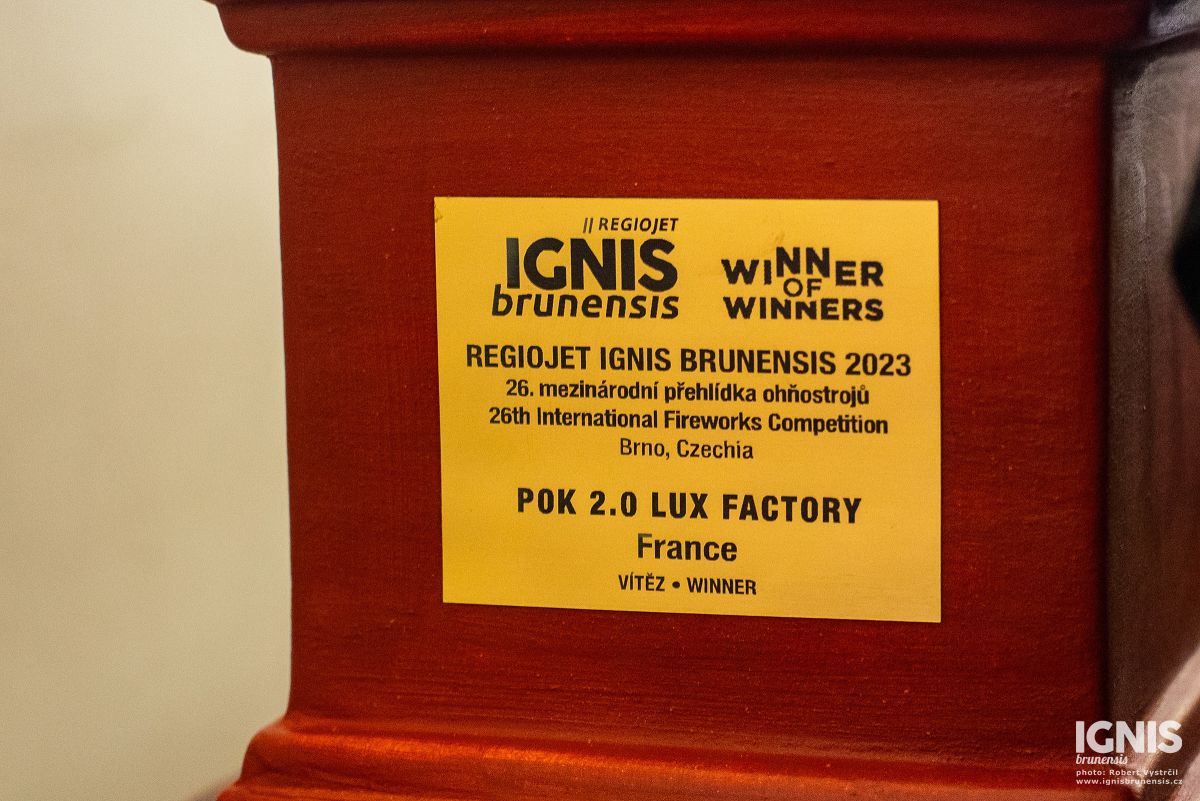 // REGIOJET
IGNIS
brunensis
WINNER
OF
WINNERS
REGIOJET IGNIS BRUNENSIS 2023
26. mezinárodní přehlídka ohňostrojů
26th International Fireworks Competition
Brno, Czechia
POK 2.0 LUX FACTORY
France
VÍTĚZ • WINNER
IGNIS
brunensis
photo: Robert Vystrčil
www.ignisbrunensis.cz